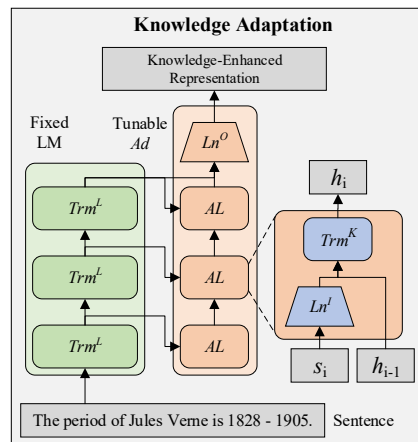 Knowledge Adaptation
Knowledge-Enhanced
Representation
Fixed
LM
Tunable
Ad
Ln^O
Trm^L
AL
h_i
Trm^K
Trm^L
AL
Ln^I
Trm^L
AL
s_i
h_{i-1}
The period of Jules Verne is 1828 - 1905.
Sentence